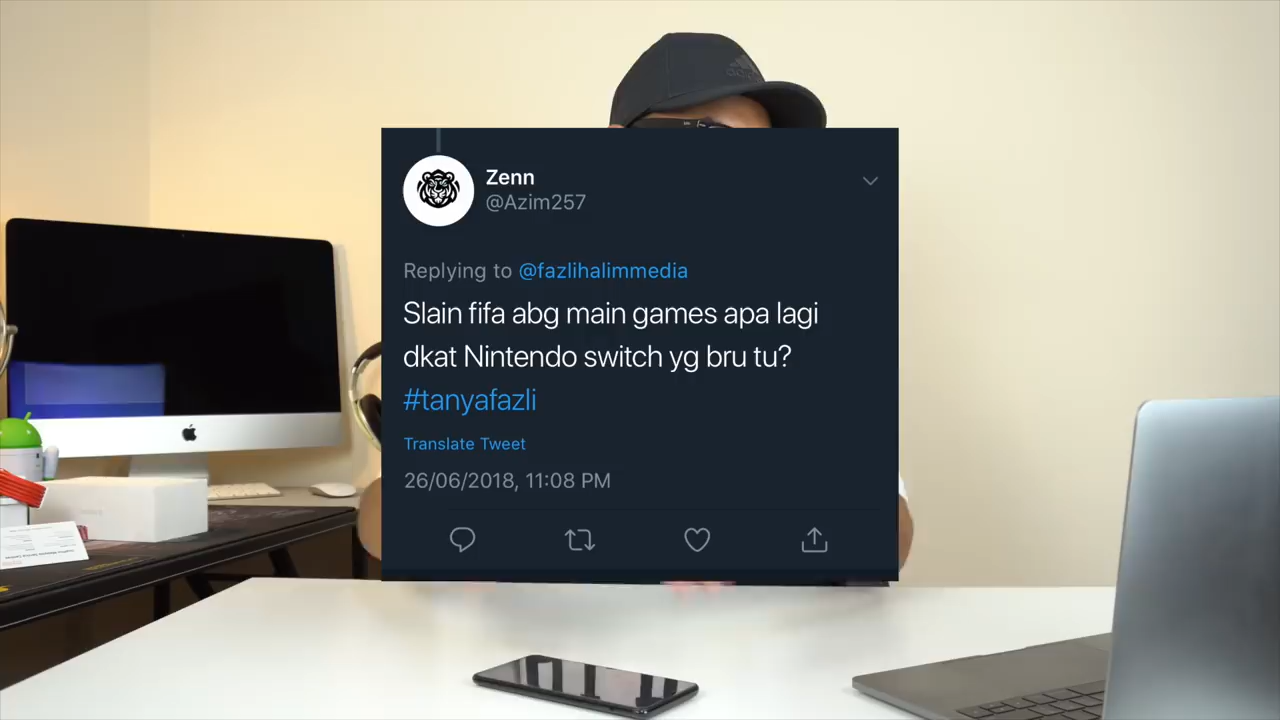 adidas
Zenn
@Azim257
Replying to @fazlihalimmedia
Slain fifa abg main games apa lagi
dkat Nintendo switch yg bru tu?
#tanyafazli
Translate Tweet
26/06/2018, 11:08 PM